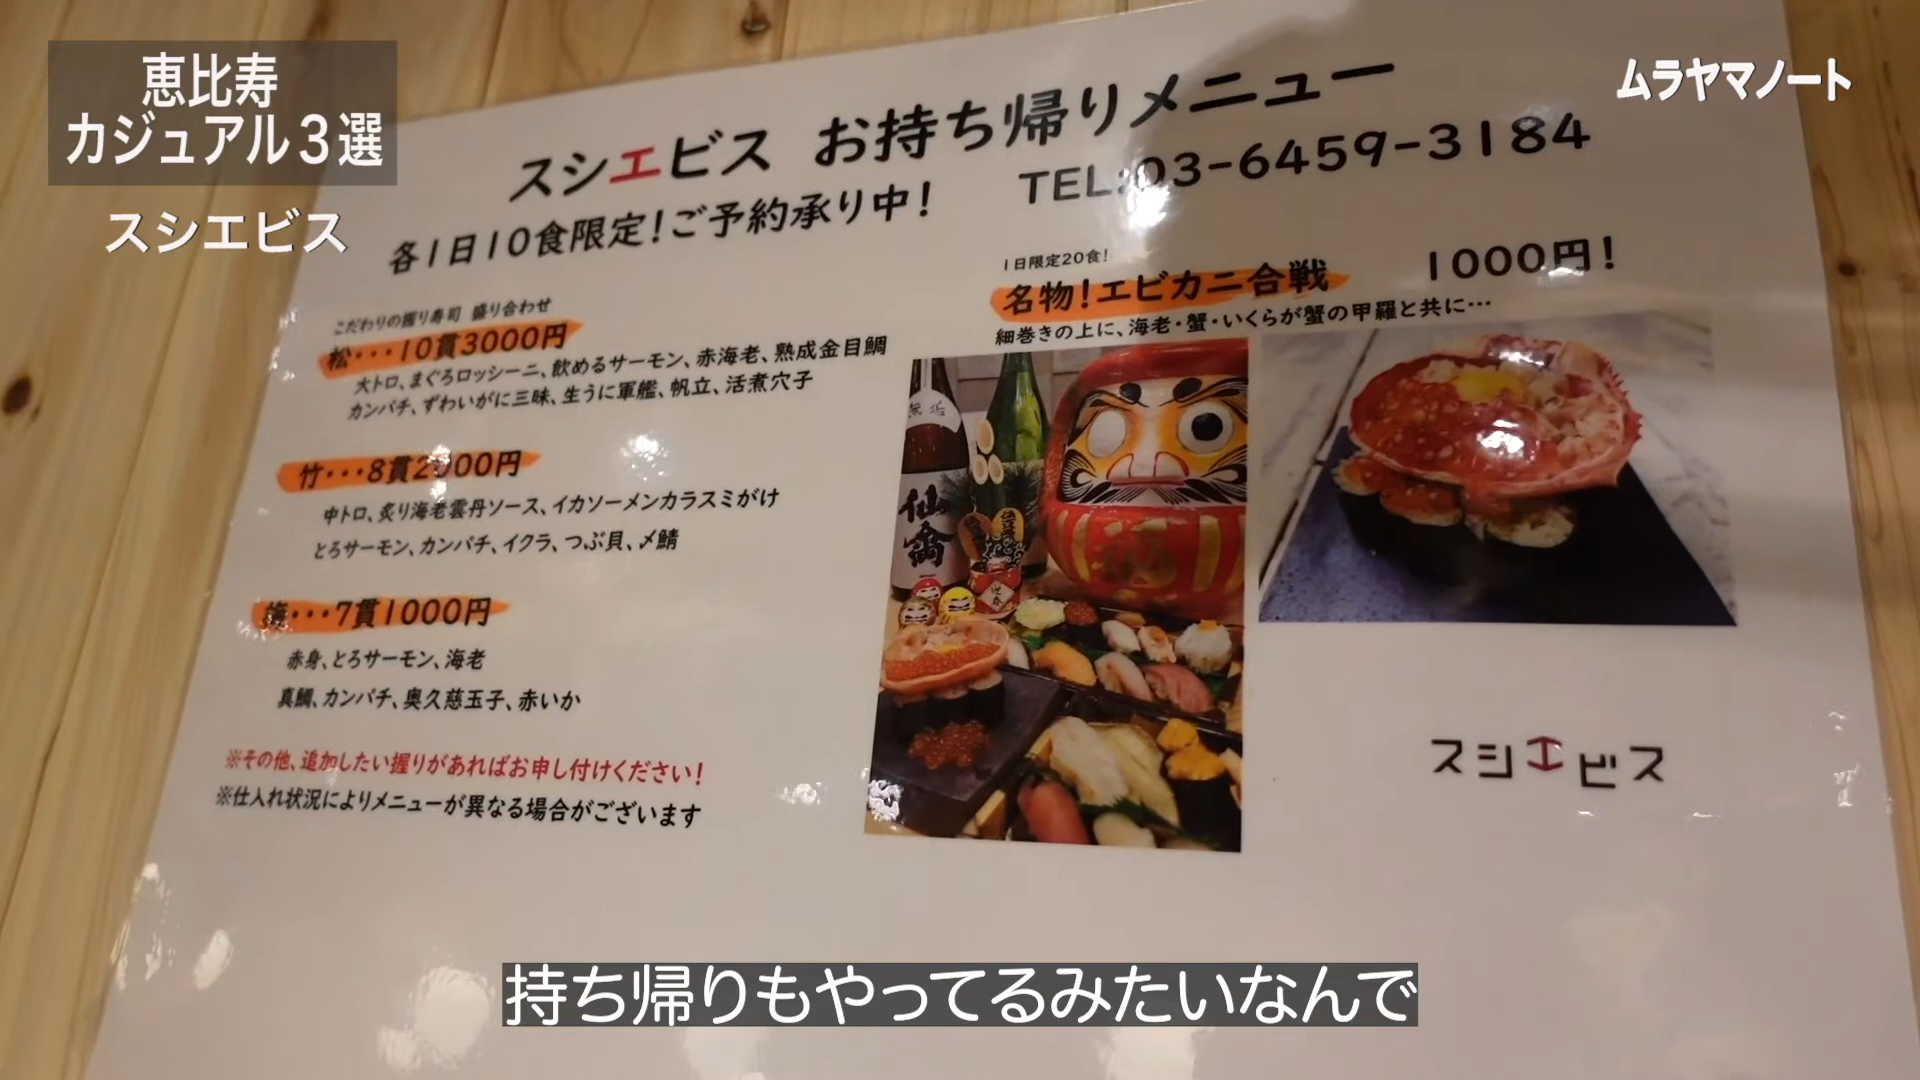 恵比寿
カジュアル３選
スシエビス
ムラヤマノート
スシエビス お持ち帰りメニュー
TEL:03-6459-3184
各1日10食限定!ご予約承り中!
こだわりの握り寿司 盛り合わせ
松･･･10貫3000円
大トロ、まぐろロッシーニ、飲めるサーモン、赤海老、熟成金目鯛
カンパチ、ずわいがに三昧、生うに軍艦、帆立、活煮穴子
竹･･･8貫2000円
中トロ、炙り海老雲丹ソース、イカソーメンカラスミがけ
とろサーモン、カンパチ、イクラ、つぶ貝、〆鯖
梅･･･7貫1000円
赤身、とろサーモン、海老
真鯛、カンパチ、奥久慈玉子、赤いか
※その他、追加したい握りがあればお申し付けください!
※仕入れ状況によりメニューが異なる場合がございます
1日限定20食!
名物!エビカニ合戦 1000円!
細巻きの上に、海老・蟹・いくらが蟹の甲羅と共に…
仙禽
スシエビス
持ち帰りもやってるみたいなんで